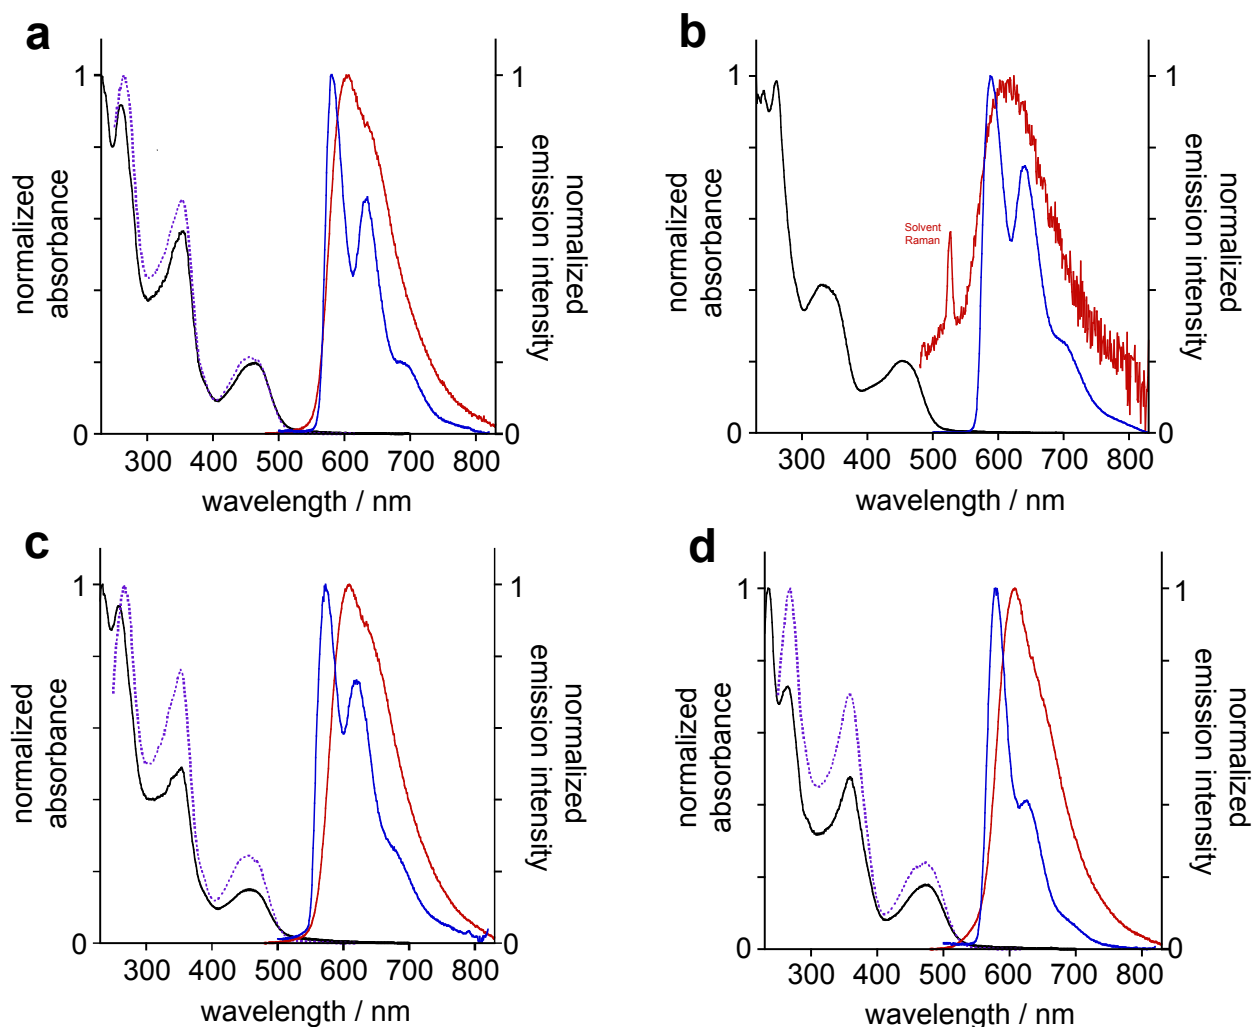 a
1
1
0
0
normalized
absorbance
normalized
emission intensity
300 400 500 600 700 800
wavelength / nm
b
1
1
0
0
normalized
absorbance
normalized
emission intensity
Solvent
Raman
300 400 500 600 700 800
wavelength / nm
c
1
1
0
0
normalized
absorbance
normalized
emission intensity
300 400 500 600 700 800
wavelength / nm
d
1
1
0
0
normalized
absorbance
normalized
emission intensity
300 400 500 600 700 800
wavelength / nm